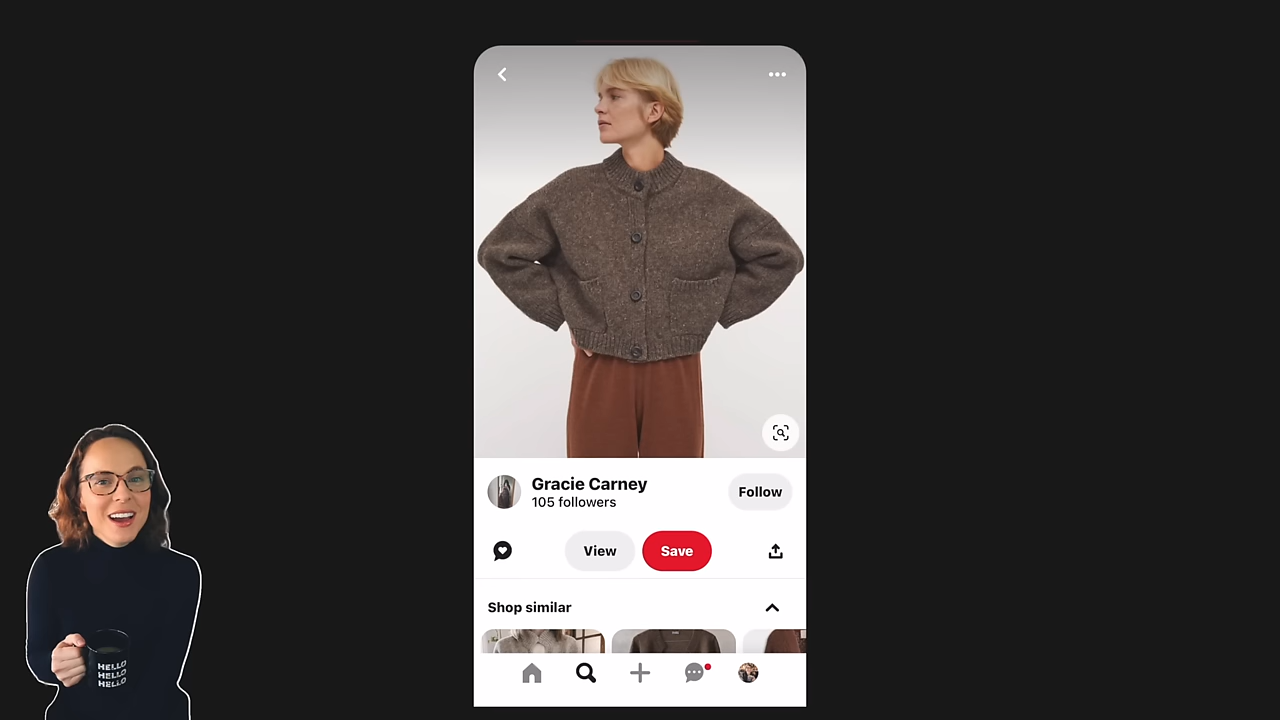 Gracie Carney
105 followers
Follow
View
Save
Shop similar
HELLO
HELLO
HELLO